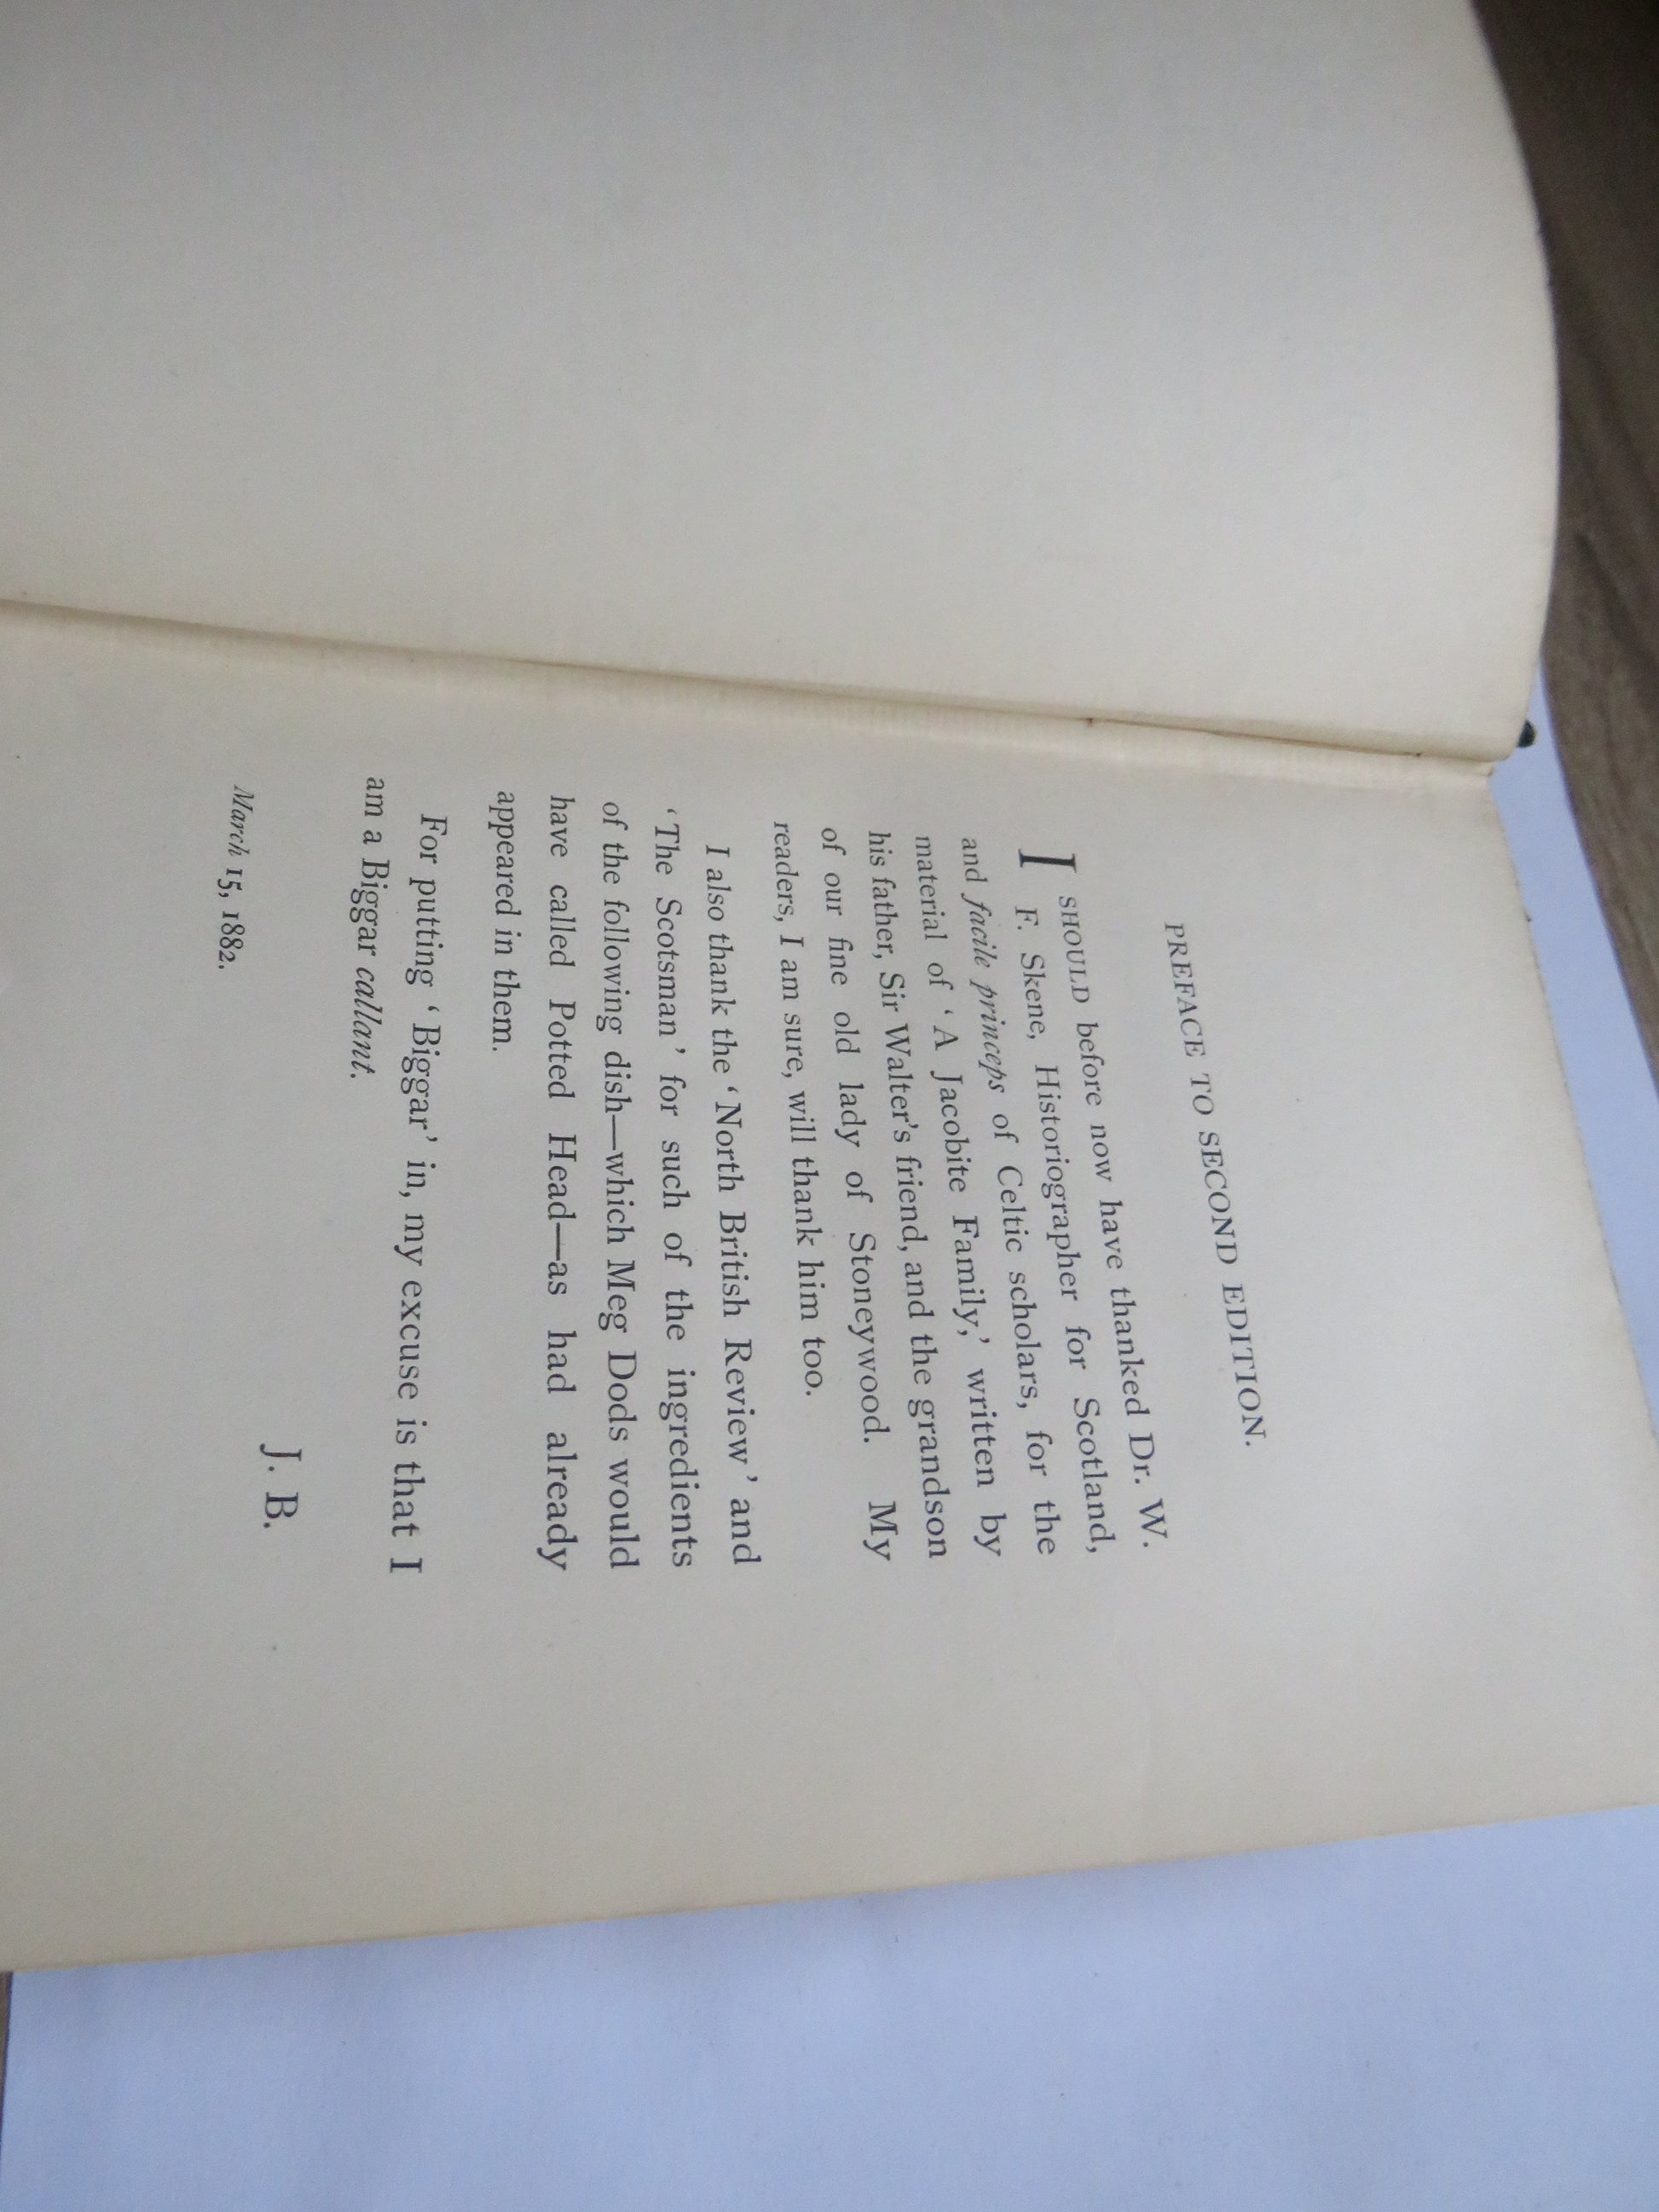 PREFACE TO SECOND EDITION.
I SHOULD before now have thanked Dr. W.
F. Skene, Historiographer for Scotland,
and facile princeps of Celtic scholars, for the
material of ‘A Jacobite Family,’ written by
his father, Sir Walter's friend, and the grandson
of our fine old lady of Stoneywood. My
readers, I am sure, will thank him too.
I also thank the ‘North British Review’ and
‘The Scotsman’ for such of the ingredients
of the following dish—which Meg Dods would
have called Potted Head—as had already
appeared in them.
For putting ‘Biggar’ in, my excuse is that I
am a Biggar callant.
J. B.
March 15, 1882.